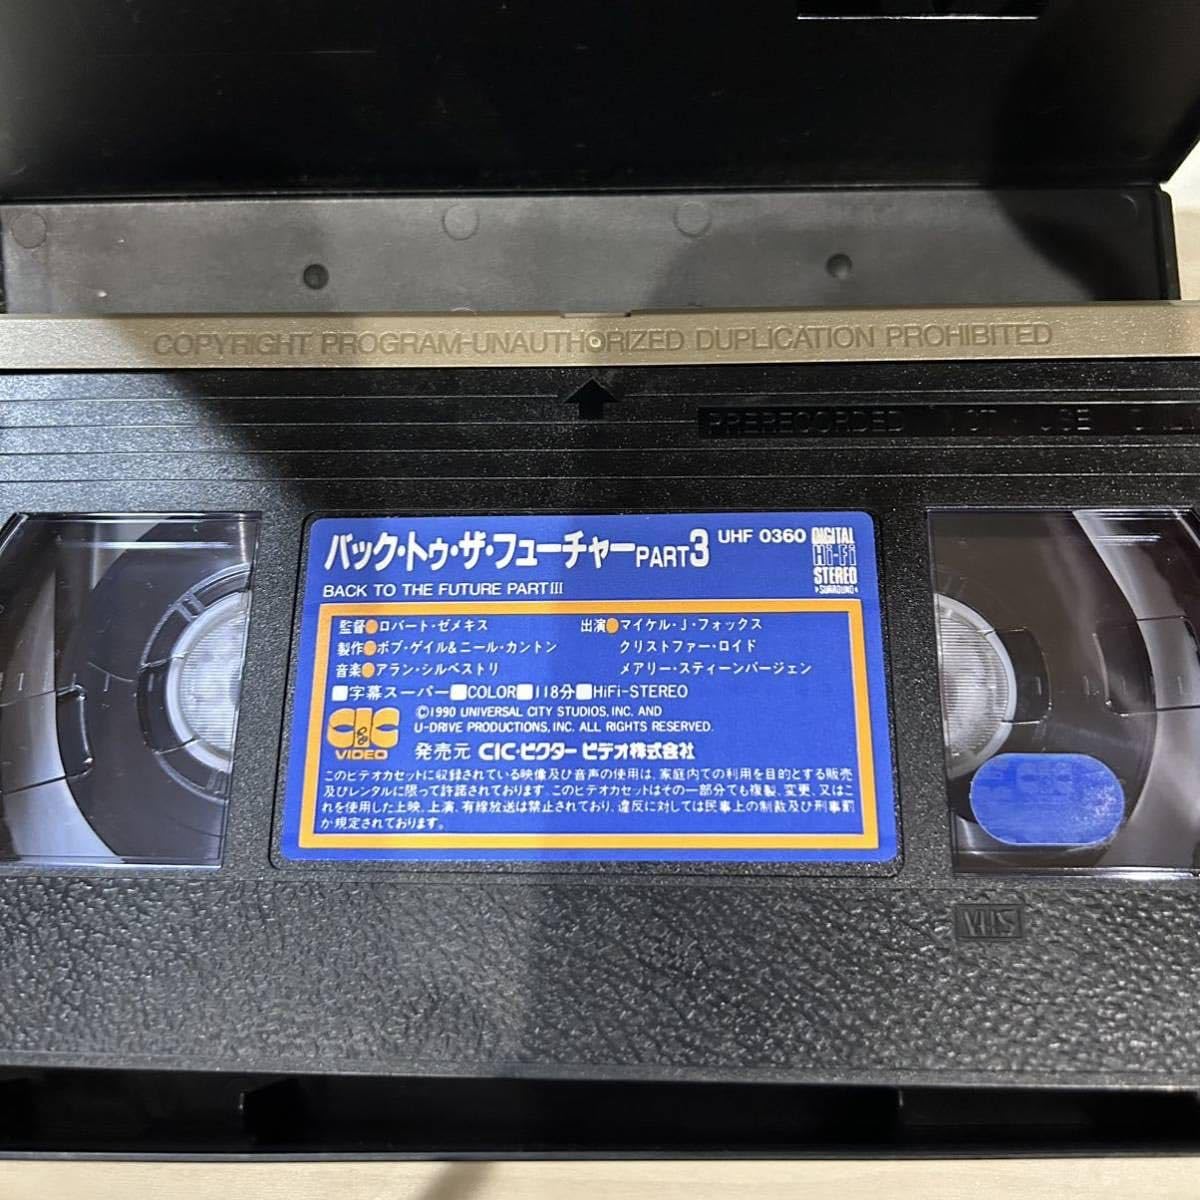 COPYRIGHT PROGRAM-UNAUTHORIZED DUPLICATION PROHIBITED
PRERECORDED USE
バック・トゥ・ザ・フューチャーPART3 UHF 0360
DIGITAL
Hi-Fi
STEREO
SURROUND
BACK TO THE FUTURE PARTIII
監督●ロバート・ゼメキス 出演●マイケル・J・フォックス
製作●ボブ・ゲイル&ニール・カントン クリストファー・ロイド
音楽●アラン・シルベストリ メアリー・スティーンバージェン
■字幕スーパー■COLOR■118分■HiFi-STEREO
©1990 UNIVERSAL CITY STUDIOS, INC. AND
U-DRIVE PRODUCTIONS, INC. ALL RIGHTS RESERVED.
CIC
VIDEO
発売元 CIC・ビクター ビデオ株式会社
このビデオカセットに収録されている映像及び音声の使用は、家庭内での利用を目的とする販売
及びレンタルに限って許諾されております。このビデオカセットはその一部分でも複製、変更、又はこ
れを使用した上映、上演、有線放送は禁止されており、違反に対しては民事上の制裁及び刑事罰
が規定されております。
CIC
VHS